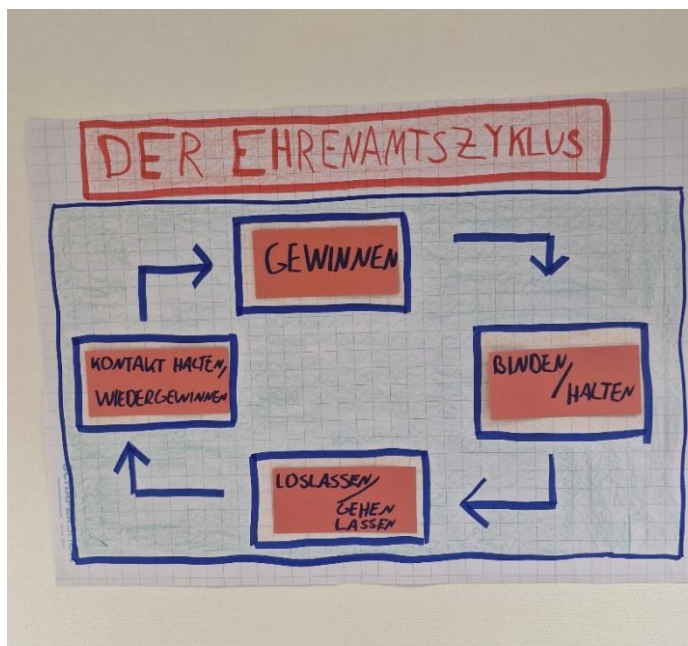 DER EHRENAMTSZYKLUS
GEWINNEN
BINDEN/
HALTEN
LOSLASSEN/
GEHEN
LASSEN
KONTAKT HALTEN,
WIEDERGEWINNEN